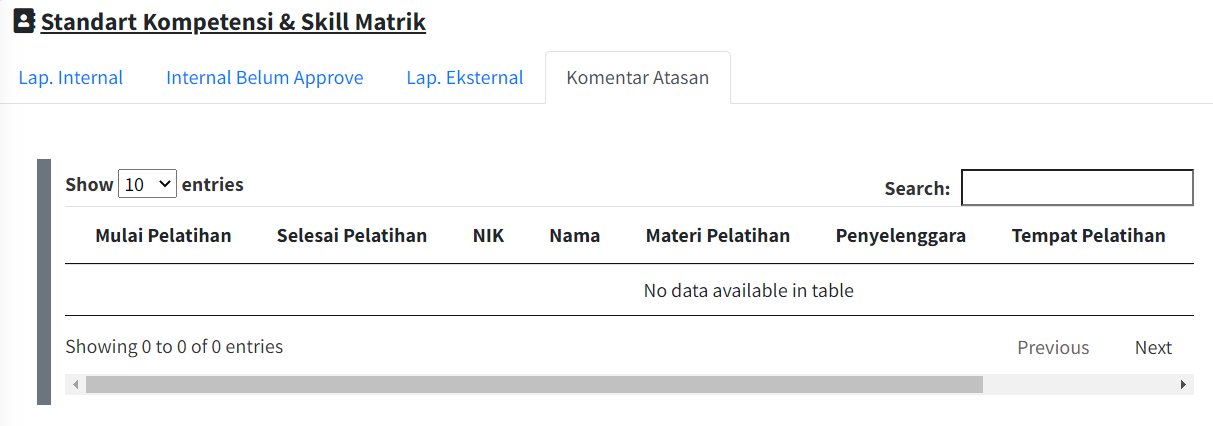 Standart Kompetensi & Skill Matrik
Lap. Internal Internal Belum Approve Lap. Eksternal Komentar Atasan
Show 10 entries Search:
Mulai Pelatihan Selesai Pelatihan NIK Nama Materi Pelatihan Penyelenggara Tempat Pelatihan
No data available in table
Showing 0 to 0 of 0 entries Previous Next